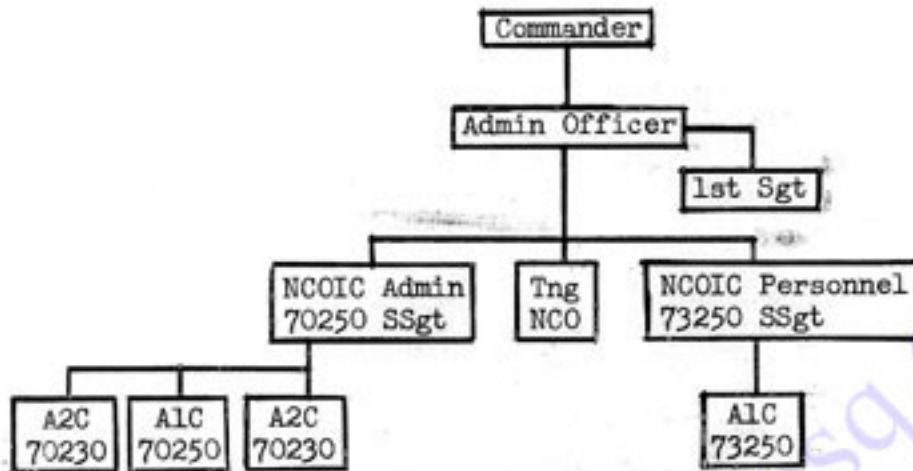 Commander
Admin Officer
1st Sgt
NCOIC Admin
70250 SSgt
Tng
NCO
NCOIC Personnel
73250 SSgt
A2C
70230
A1C
70250
A2C
70230
A1C
73250